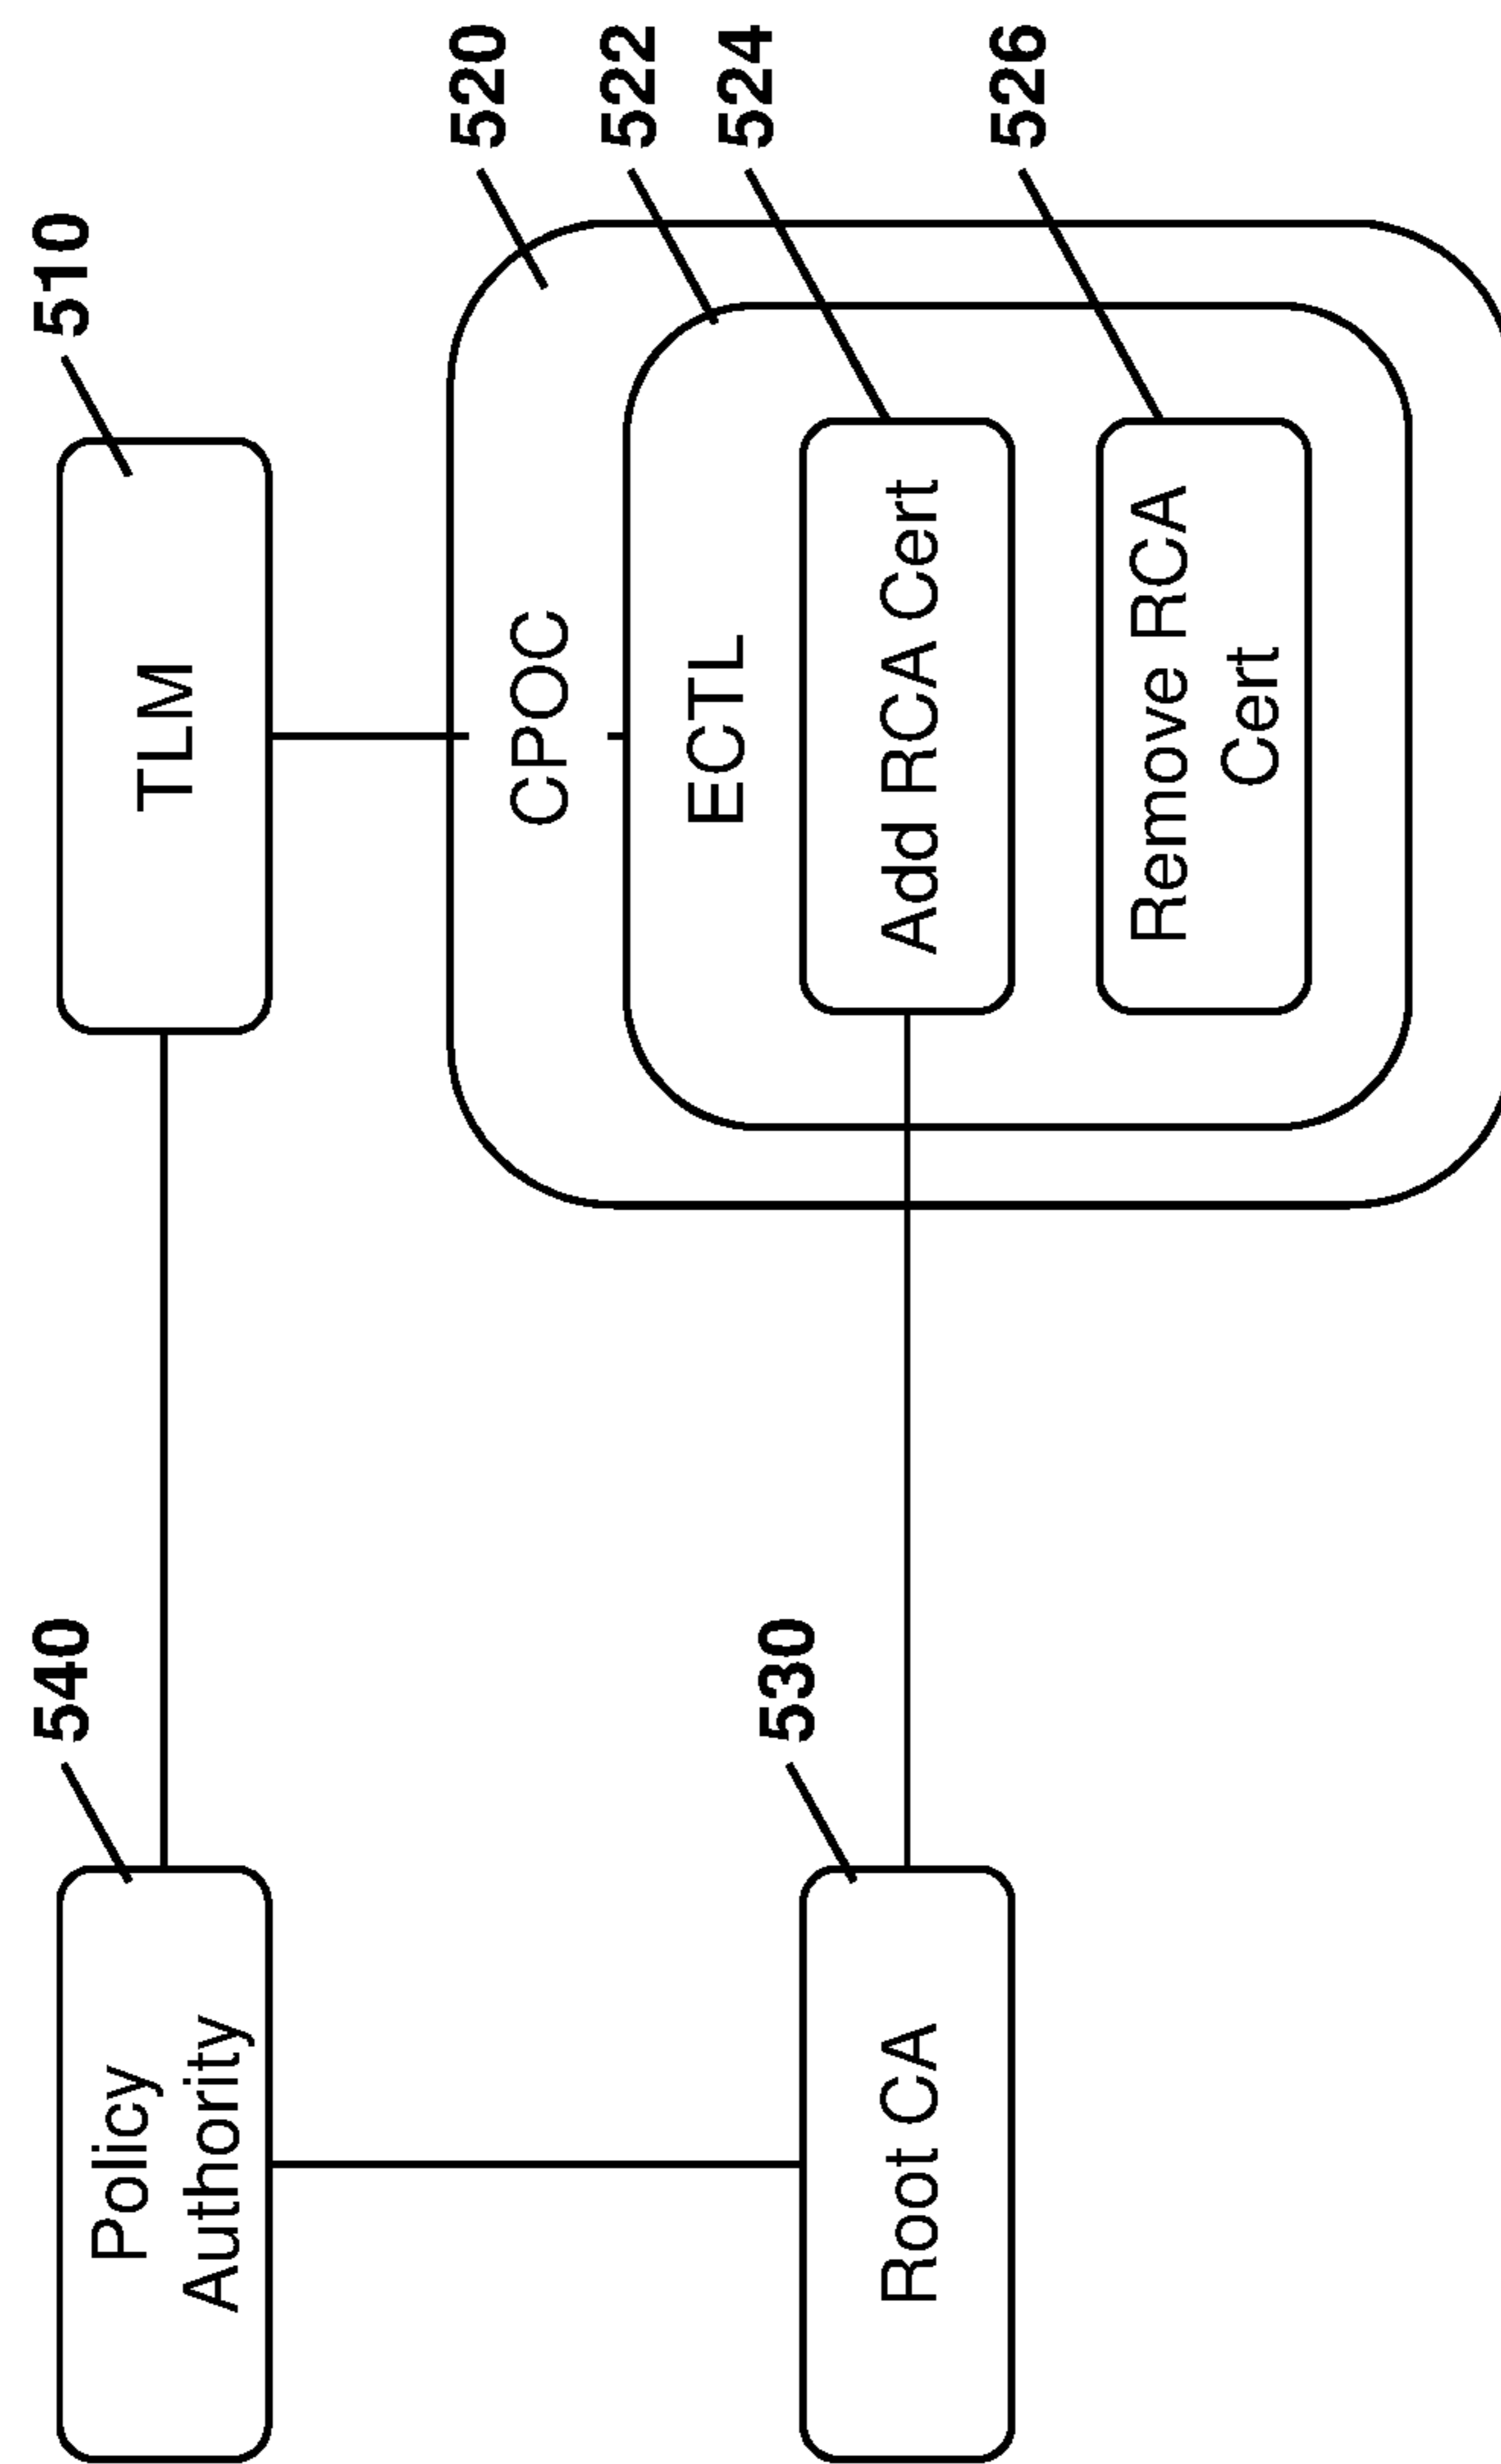 540
Policy
Authority
510
TLM
520
CPOC
522
ECTL
524
Add RCA Cert
526
Remove RCA
Cert
530
Root CA